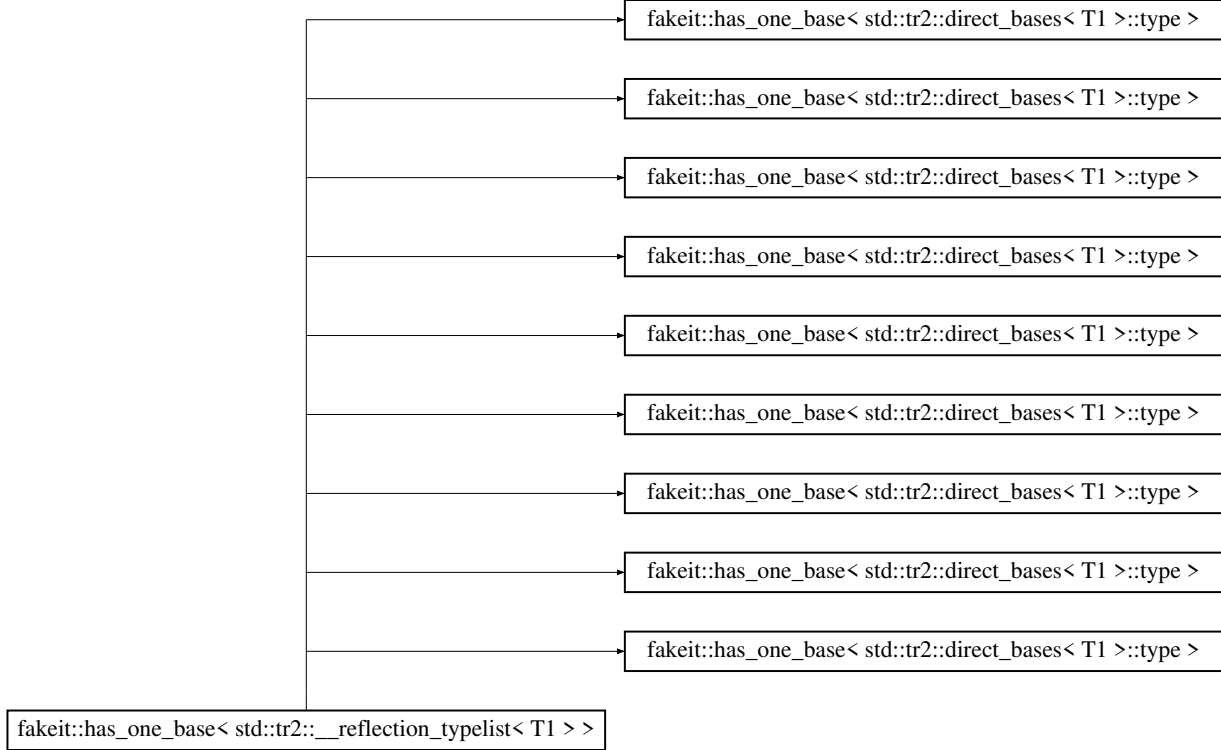 fakeit::has_one_base< std::tr2::direct_bases< T1 >::type >
fakeit::has_one_base< std::tr2::direct_bases< T1 >::type >
fakeit::has_one_base< std::tr2::direct_bases< T1 >::type >
fakeit::has_one_base< std::tr2::direct_bases< T1 >::type >
fakeit::has_one_base< std::tr2::direct_bases< T1 >::type >
fakeit::has_one_base< std::tr2::direct_bases< T1 >::type >
fakeit::has_one_base< std::tr2::direct_bases< T1 >::type >
fakeit::has_one_base< std::tr2::direct_bases< T1 >::type >
fakeit::has_one_base< std::tr2::direct_bases< T1 >::type >
fakeit::has_one_base< std::tr2::__reflection_typelist< T1 > >